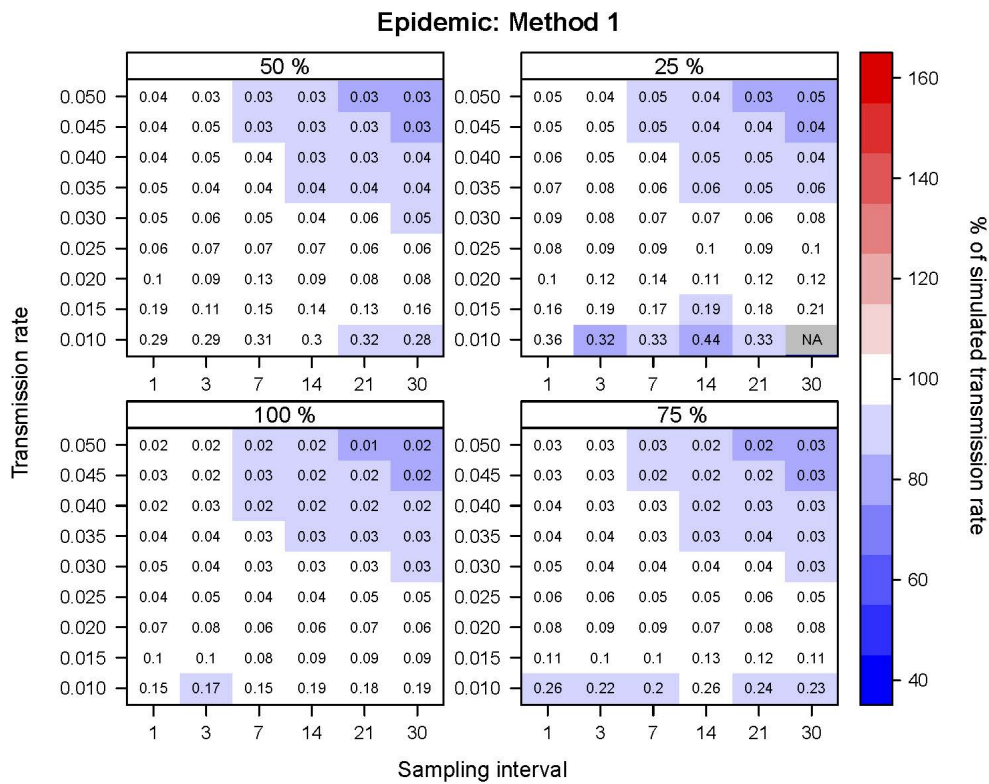 Epidemic: Method 1
50 %
0.050 0.04 0.03 0.03 0.03 0.03 0.03
0.045 0.04 0.05 0.03 0.03 0.03 0.03
0.040 0.04 0.05 0.04 0.03 0.03 0.04
0.035 0.05 0.04 0.04 0.04 0.04 0.04
0.030 0.05 0.06 0.05 0.04 0.06 0.05
0.025 0.06 0.07 0.07 0.07 0.06 0.06
0.020 0.1 0.09 0.13 0.09 0.08 0.08
0.015 0.19 0.11 0.15 0.14 0.13 0.16
0.010 0.29 0.29 0.31 0.3 0.32 0.28
1 3 7 14 21 30
25 %
0.050 0.05 0.04 0.05 0.04 0.03 0.05
0.045 0.05 0.05 0.05 0.04 0.04 0.04
0.040 0.06 0.05 0.04 0.05 0.05 0.04
0.035 0.07 0.08 0.06 0.06 0.05 0.06
0.030 0.09 0.08 0.07 0.07 0.06 0.08
0.025 0.08 0.09 0.09 0.1 0.09 0.1
0.020 0.1 0.12 0.14 0.11 0.12 0.12
0.015 0.16 0.19 0.17 0.19 0.18 0.21
0.010 0.36 0.32 0.33 0.44 0.33 NA
1 3 7 14 21 30
100 %
0.050 0.02 0.02 0.02 0.02 0.01 0.02
0.045 0.03 0.02 0.03 0.02 0.02 0.02
0.040 0.03 0.03 0.02 0.02 0.02 0.02
0.035 0.04 0.04 0.03 0.03 0.03 0.03
0.030 0.05 0.04 0.03 0.03 0.03 0.03
0.025 0.04 0.05 0.04 0.04 0.05 0.05
0.020 0.07 0.08 0.06 0.06 0.07 0.06
0.015 0.1 0.1 0.08 0.09 0.09 0.09
0.010 0.15 0.17 0.15 0.19 0.18 0.19
1 3 7 14 21 30
75 %
0.050 0.03 0.03 0.03 0.02 0.02 0.03
0.045 0.03 0.03 0.02 0.02 0.03 0.03
0.040 0.04 0.03 0.03 0.02 0.03 0.03
0.035 0.04 0.04 0.03 0.03 0.04 0.03
0.030 0.05 0.04 0.04 0.04 0.04 0.03
0.025 0.06 0.06 0.05 0.05 0.06 0.05
0.020 0.08 0.09 0.09 0.07 0.08 0.08
0.015 0.11 0.1 0.1 0.13 0.12 0.11
0.010 0.26 0.22 0.2 0.26 0.24 0.23
1 3 7 14 21 30
Transmission rate
Sampling interval
160
140
120
100
80
60
40
% of simulated transmission rate